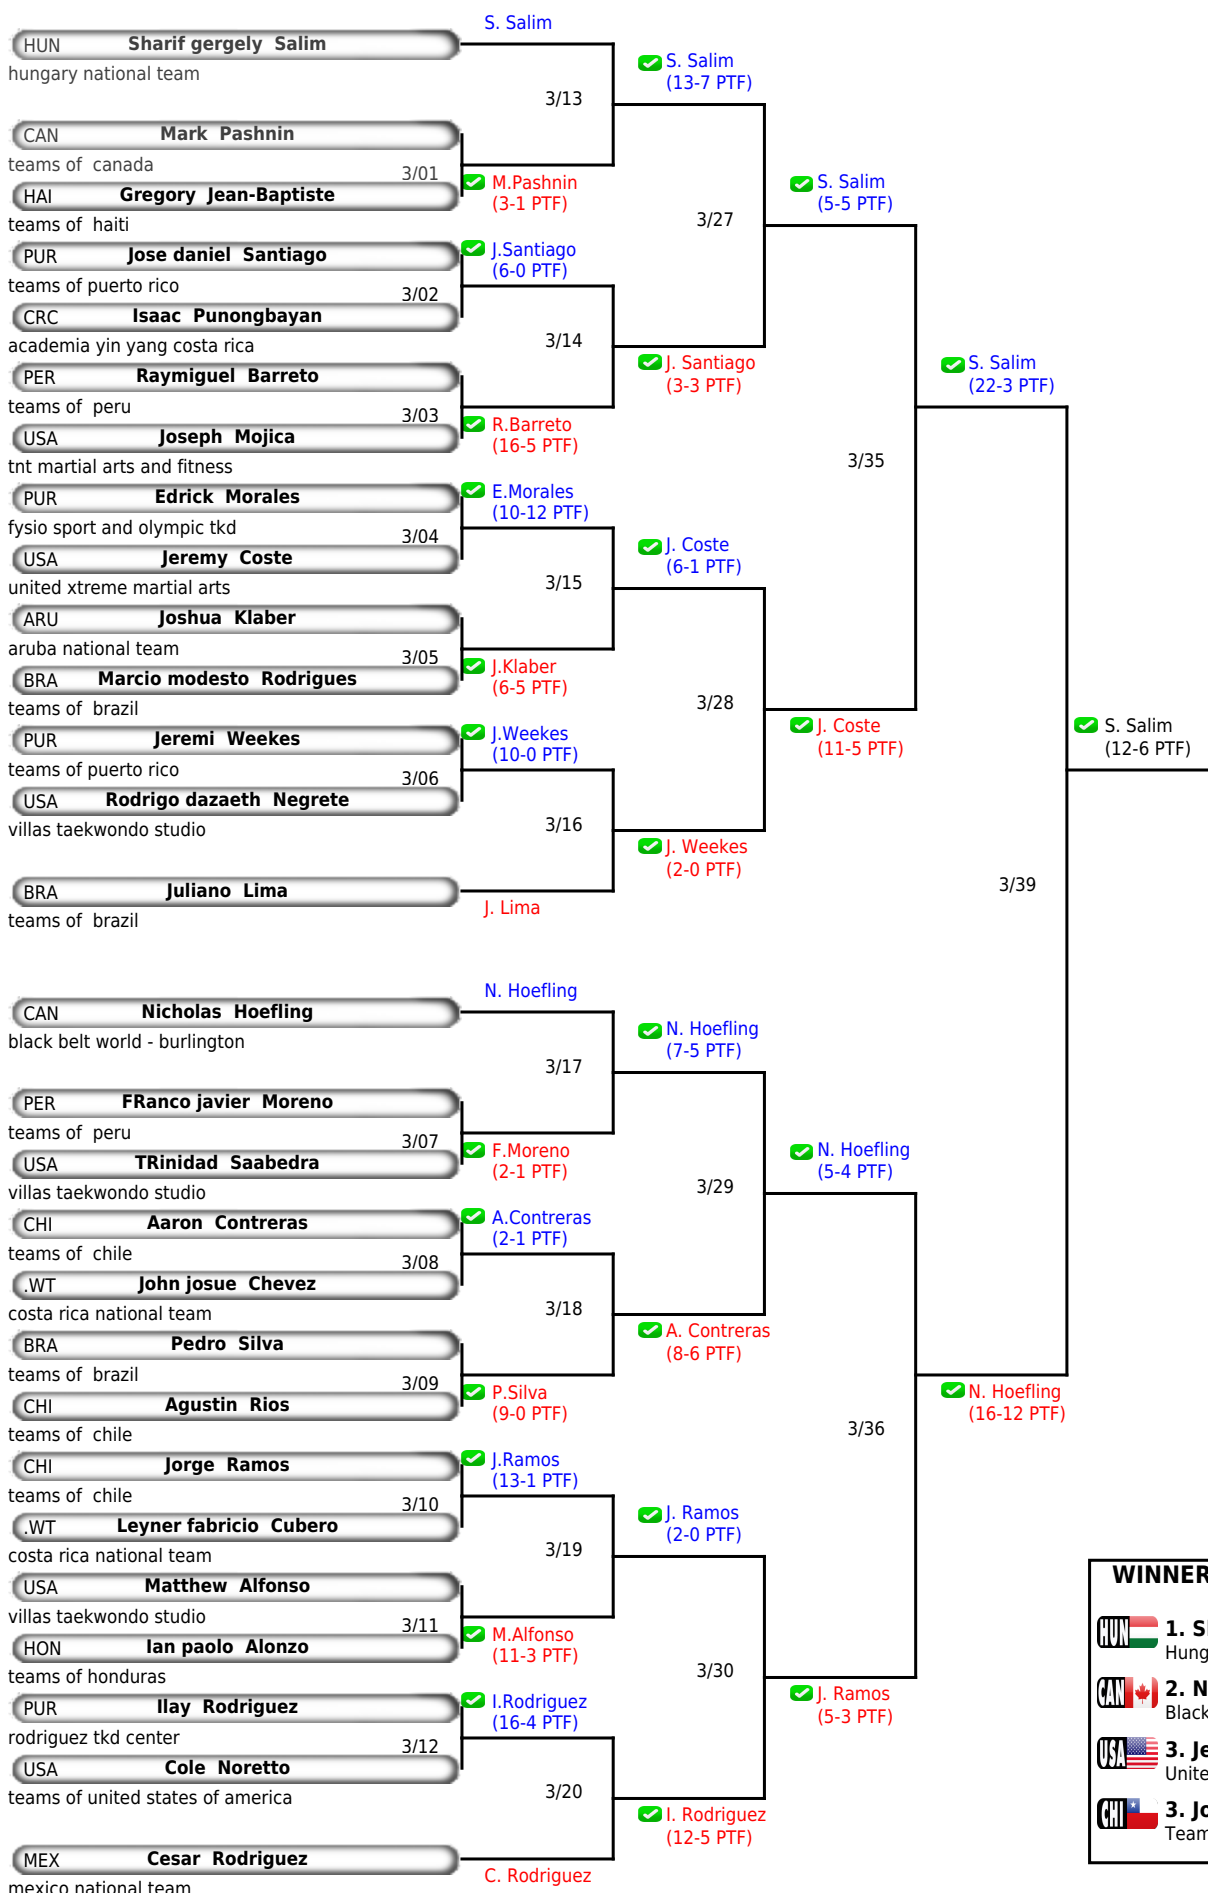 S. Salim
HUN Sharif gergely Salim
hungary national team
S. Salim
(13-7 PTF)
3/13
CAN Mark Pashnin
teams of canada
3/01
M.Pashnin
(3-1 PTF)
HAI Gregory Jean-Baptiste
teams of haiti
S. Salim
(5-5 PTF)
3/27
PUR Jose daniel Santiago
teams of puerto rico
J.Santiago
(6-0 PTF)
3/02
CRC Isaac Punongbayan
academia yin yang costa rica
3/14
J. Santiago
(3-3 PTF)
S. Salim
(22-3 PTF)
PER Raymiguel Barreto
teams of peru
3/03
R.Barreto
(16-5 PTF)
USA Joseph Mojica
tnt martial arts and fitness
3/35
PUR Edrick Morales
fysio sport and olympic tkd
E.Morales
(10-12 PTF)
3/04
USA Jeremy Coste
united xtreme martial arts
J. Coste
(6-1 PTF)
3/15
ARU Joshua Klaber
aruba national team
3/05
J.Klaber
(6-5 PTF)
BRA Marcio modesto Rodrigues
teams of brazil
3/28
J. Coste
(11-5 PTF)
S. Salim
(12-6 PTF)
PUR Jeremi Weekes
teams of puerto rico
J.Weekes
(10-0 PTF)
3/06
USA Rodrigo dazaeth Negrete
villas taekwondo studio
3/16
J. Weekes
(2-0 PTF)
3/39
BRA Juliano Lima
teams of brazil
J. Lima
N. Hoefling
CAN Nicholas Hoefling
black belt world - burlington
N. Hoefling
(7-5 PTF)
3/17
PER FRanco javier Moreno
teams of peru
3/07
F.Moreno
(2-1 PTF)
USA TRinidad Saabedra
villas taekwondo studio
N. Hoefling
(5-4 PTF)
3/29
CHI Aaron Contreras
teams of chile
A.Contreras
(2-1 PTF)
3/08
.WT John josue Chevez
costa rica national team
3/18
A. Contreras
(8-6 PTF)
BRA Pedro Silva
teams of brazil
3/09
P.Silva
(9-0 PTF)
CHI Agustin Rios
teams of chile
N. Hoefling
(16-12 PTF)
3/36
CHI Jorge Ramos
teams of chile
J.Ramos
(13-1 PTF)
3/10
.WT Leyner fabricio Cubero
costa rica national team
J. Ramos
(2-0 PTF)
3/19
USA Matthew Alfonso
villas taekwondo studio
3/11
M.Alfonso
(11-3 PTF)
HON Ian paolo Alonzo
teams of honduras
3/30
J. Ramos
(5-3 PTF)
PUR Ilay Rodriguez
rodriguez tkd center
I.Rodriguez
(16-4 PTF)
3/12
USA Cole Noretto
teams of united states of america
3/20
I. Rodriguez
(12-5 PTF)
MEX Cesar Rodriguez
mexico national team
C. Rodriguez
WINNER
HUN 1. S
Hung
CAN 2. N
Black
USA 3. Je
Unite
CHI 3. Jo
Team